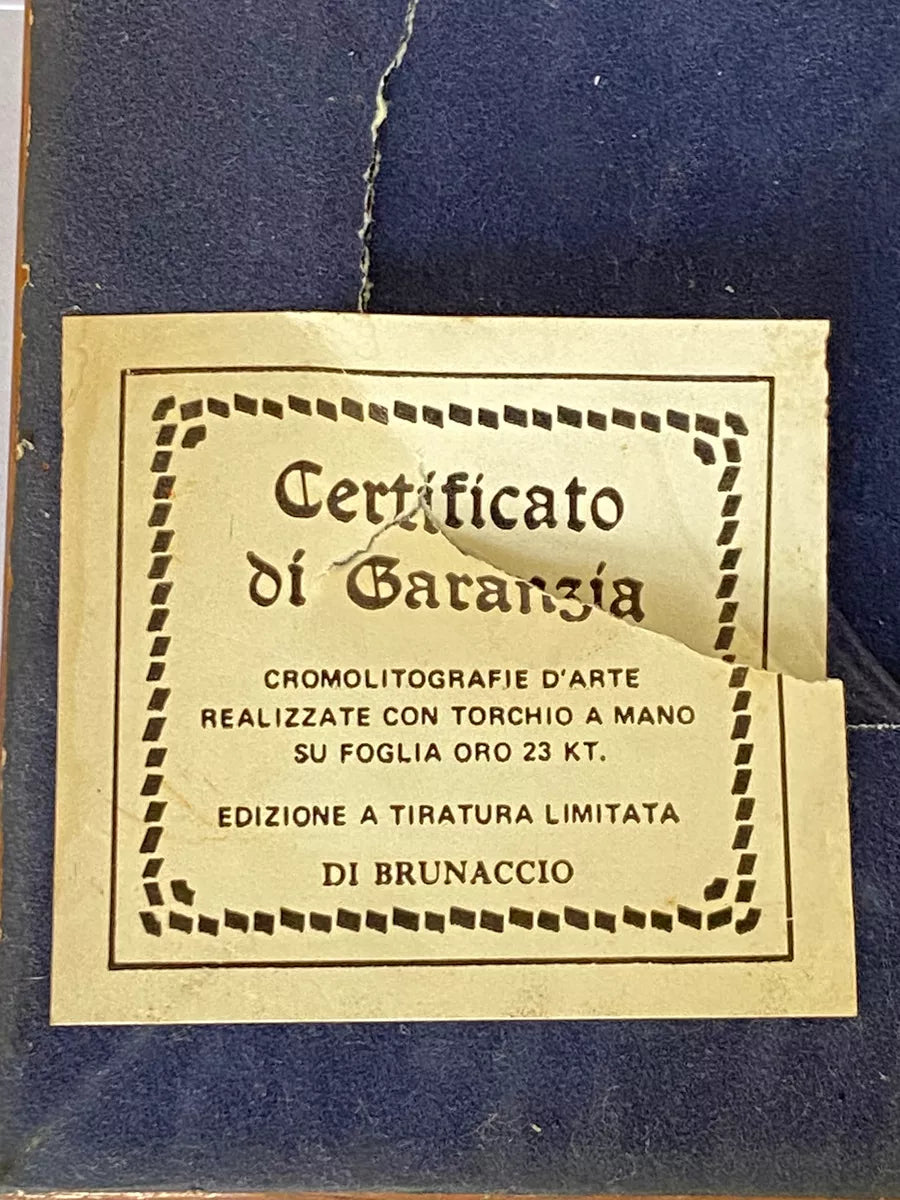 Certificato
di Garanzia
CROMOLITOGRAFIE D'ARTE
REALIZZATE CON TORCHIO A MANO
SU FOGLIA ORO 23 KT.
EDIZIONE A TIRATURA LIMITATA
DI BRUNACCIO